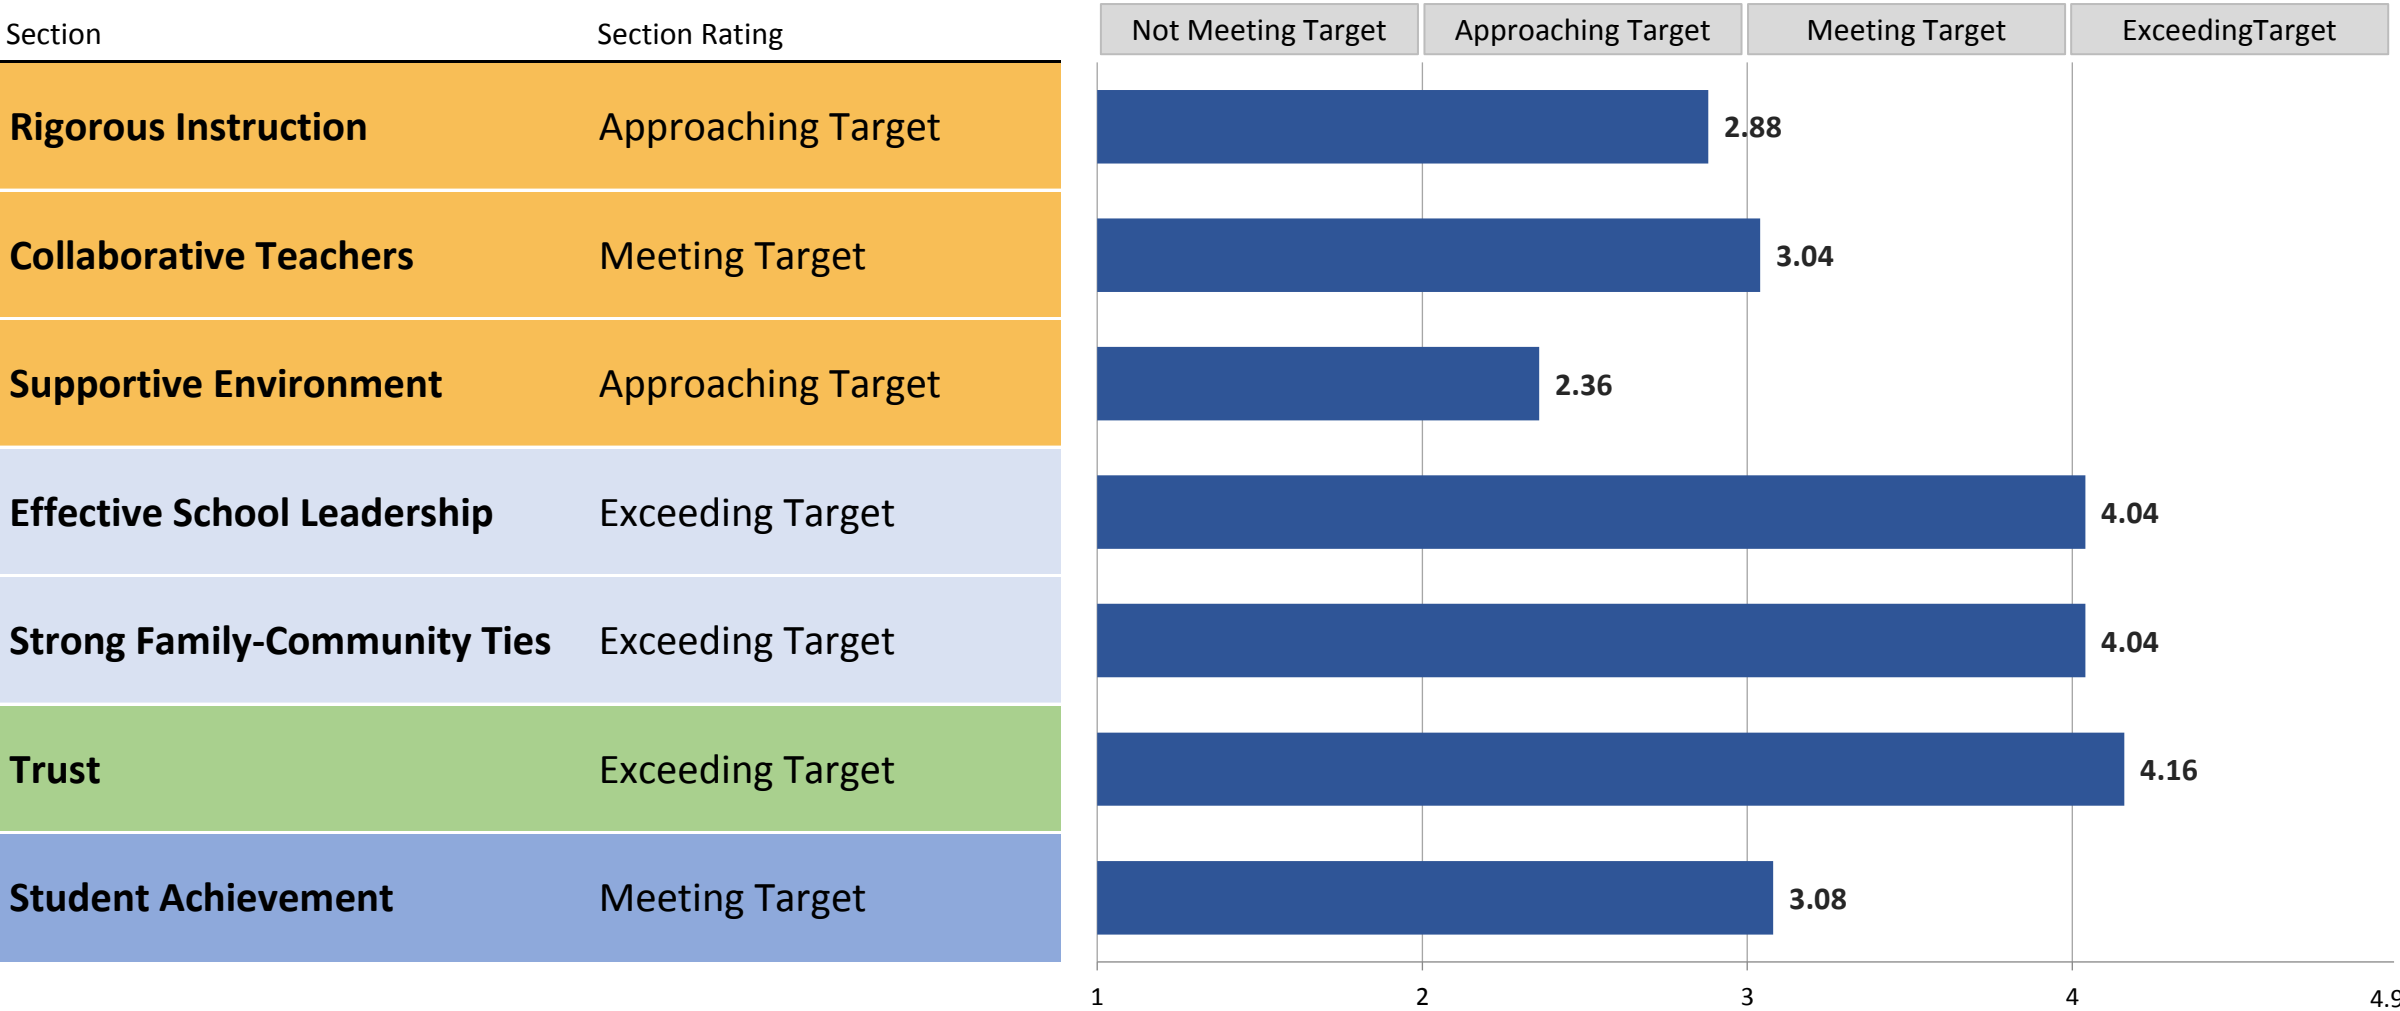 Section Section Rating Not Meeting Target Approaching Target Meeting Target ExceedingTarget
Rigorous Instruction Approaching Target 2.88
Collaborative Teachers Meeting Target 3.04
Supportive Environment Approaching Target 2.36
Effective School Leadership Exceeding Target 4.04
Strong Family-Community Ties Exceeding Target 4.04
Trust Exceeding Target 4.16
Student Achievement Meeting Target 3.08
1 2 3 4 4.9